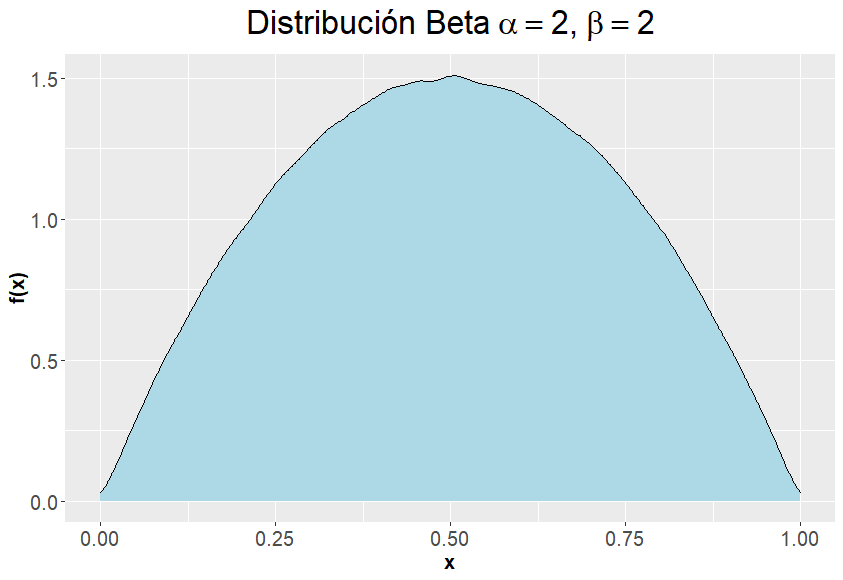 Distribución Beta α = 2, β = 2
f(x)
1.5
1.0
0.5
0.0
0.00 0.25 0.50 0.75 1.00
x